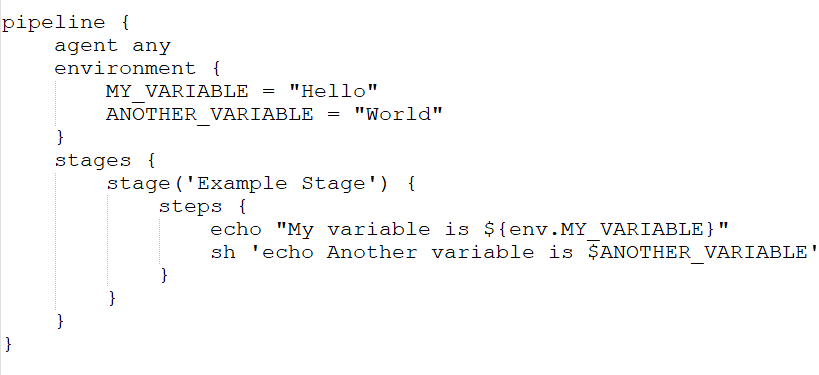 pipeline {
    agent any
    environment {
        MY_VARIABLE = "Hello"
        ANOTHER_VARIABLE = "World"
    }
    stages {
        stage('Example Stage') {
            steps {
                echo "My variable is ${env.MY_VARIABLE}"
                sh 'echo Another variable is $ANOTHER_VARIABLE'
            }
        }
    }
}